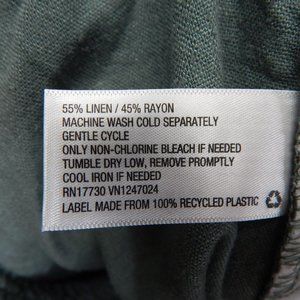 55% LINEN / 45% RAYON
MACHINE WASH COLD SEPARATELY
GENTLE CYCLE
ONLY NON-CHLORINE BLEACH IF NEEDED
TUMBLE DRY LOW, REMOVE PROMPTLY
COOL IRON IF NEEDED
RN17730 VN1247024
LABEL MADE FROM 100% RECYCLED PLASTIC